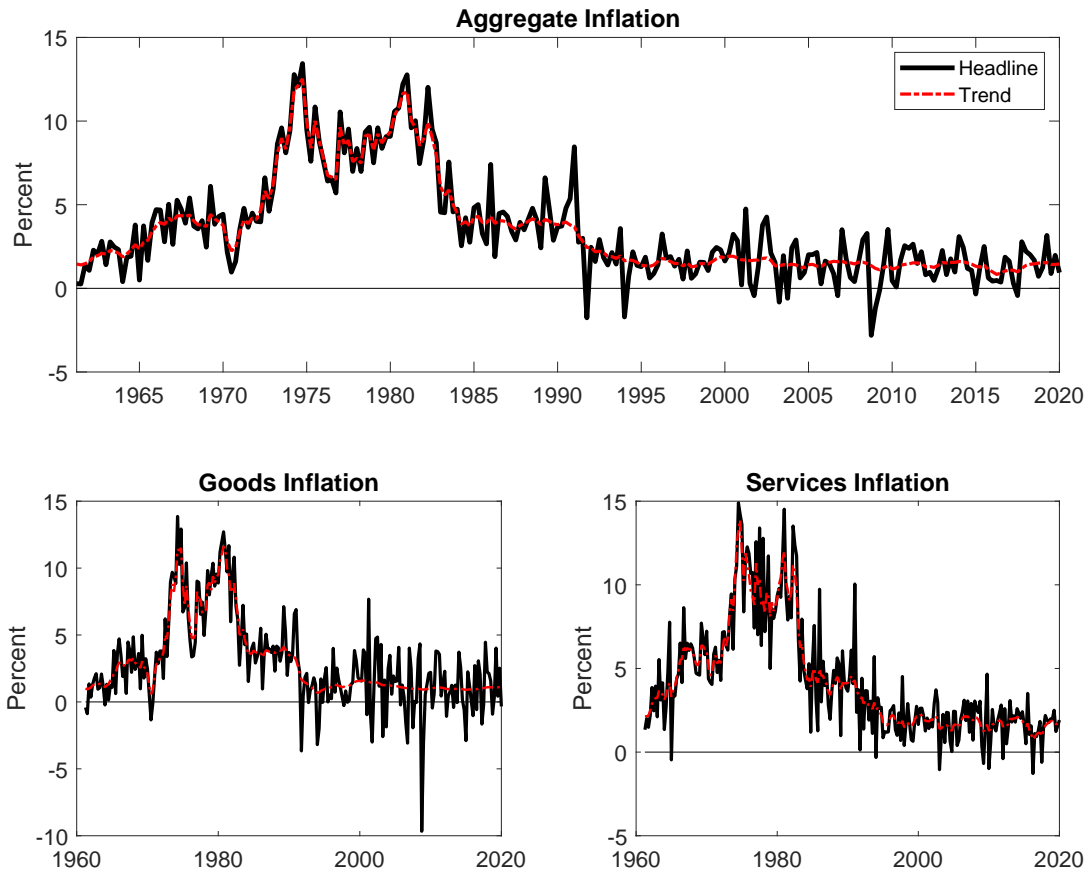 Aggregate Inflation
15
10
5
0
-5
Percent
Headline
Trend
1965 1970 1975 1980 1985 1990 1995 2000 2005 2010 2015 2020
Goods Inflation
15
10
5
0
-5
-10
Percent
1960 1980 2000 2020
Services Inflation
15
10
5
0
-5
Percent
1960 1980 2000 2020